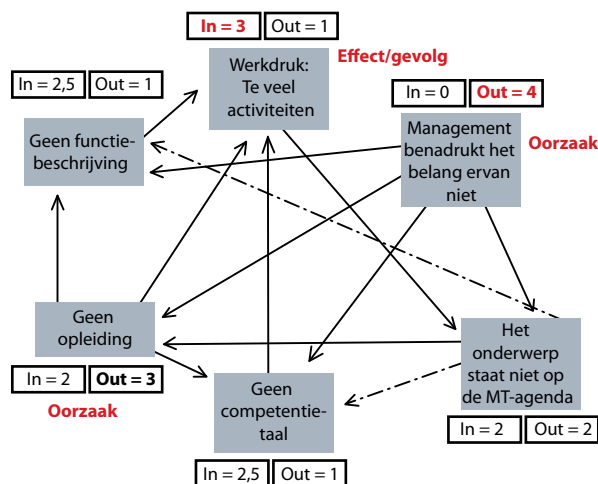 In = 3 Out = 1
Effect/gevolg
Werkdruk:
Te veel
activiteiten
In = 2,5 Out = 1
Geen functie-
beschrijving
In = 0 Out = 4
Management
benadrukt het
belang ervan
niet
Oorzaak
Geen
opleiding
In = 2 Out = 3
Oorzaak
Geen
competentie-
taal
In = 2,5 Out = 1
Het
onderwerp
staat niet op
de MT-agenda
In = 2 Out = 2